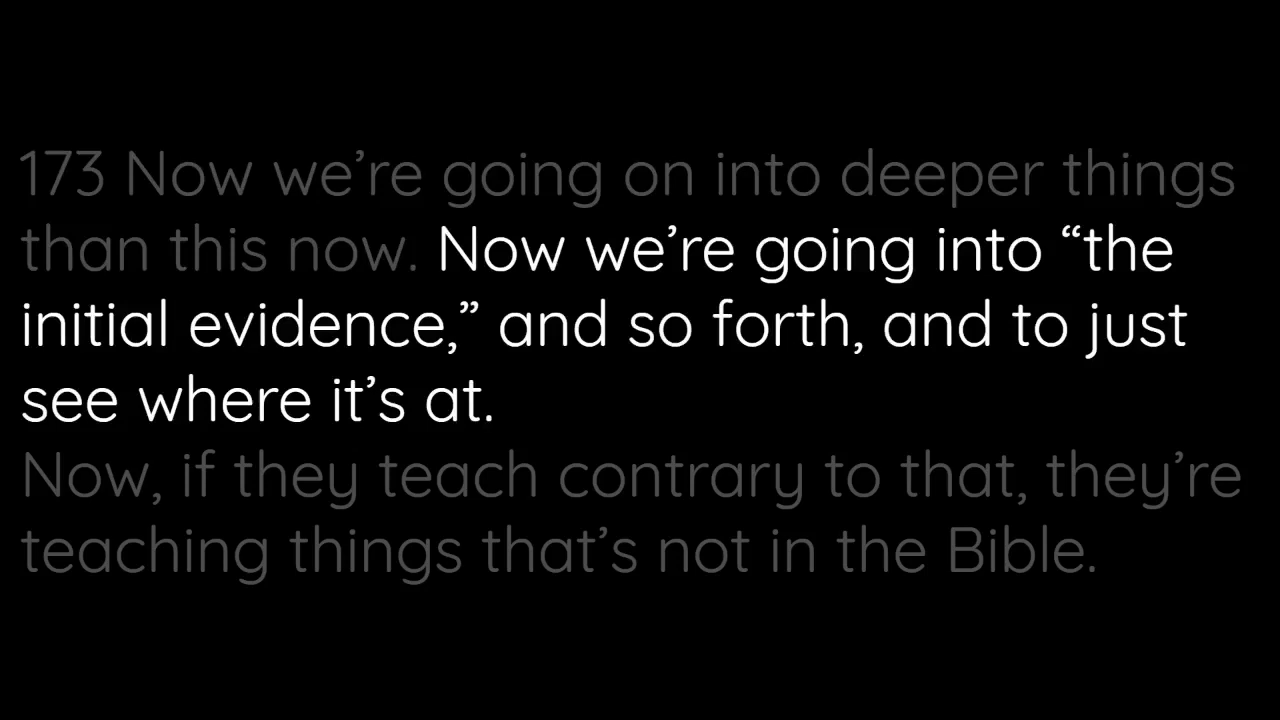 173 Now we’re going on into deeper things
than this now. Now we’re going into “the
initial evidence,” and so forth, and to just
see where it’s at.
Now, if they teach contrary to that, they’re
teaching things that’s not in the Bible.